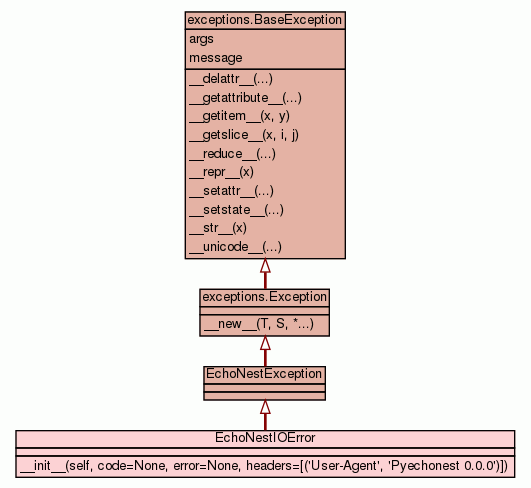 exceptions.BaseException
args
message
__delattr__(...)
__getattribute__(...)
__getitem__(x, y)
__getslice__(x, i, j)
__reduce__(...)
__repr__(x)
__setattr__(...)
__setstate__(...)
__str__(x)
__unicode__(...)
exceptions.Exception
__new__(T, S, *...)
EchoNestException
EchoNestIOError
__init__(self, code=None, error=None, headers=[('User-Agent', 'Pyechonest 0.0.0')])